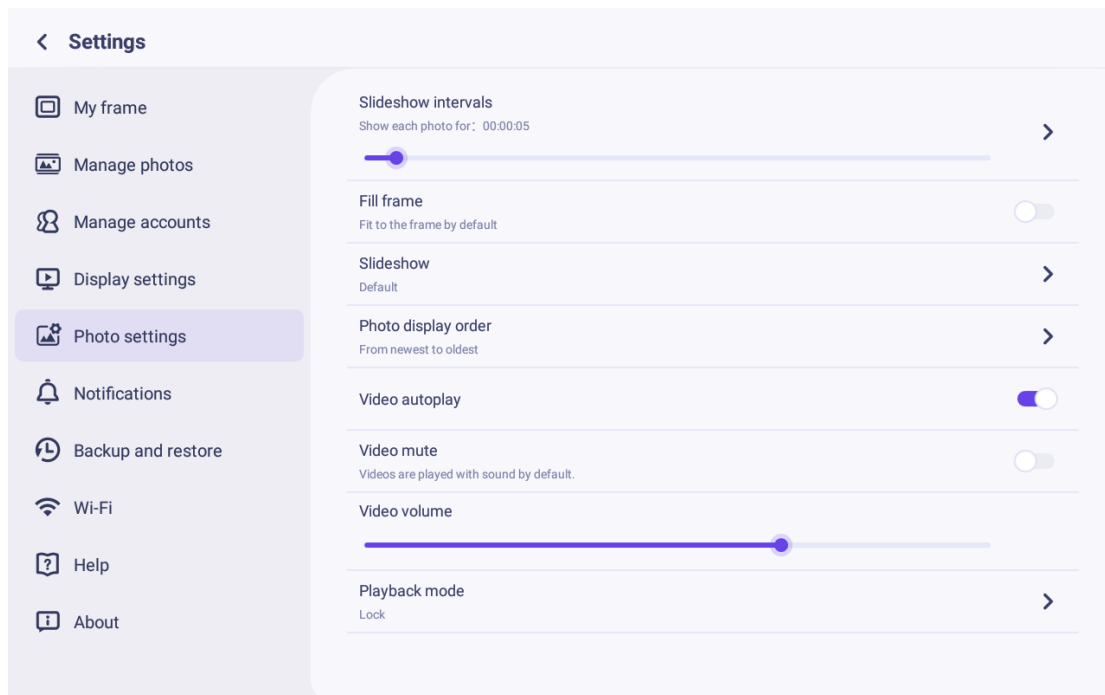 Settings
My frame
Manage photos
Manage accounts
Display settings
Photo settings
Notifications
Backup and restore
Wi-Fi
Help
About
Slideshow intervals
Show each photo for: 00:00:05
Fill frame
Fit to the frame by default
Slideshow
Default
Photo display order
From newest to oldest
Video autoplay
Video mute
Videos are played with sound by default.
Video volume
Playback mode
Lock